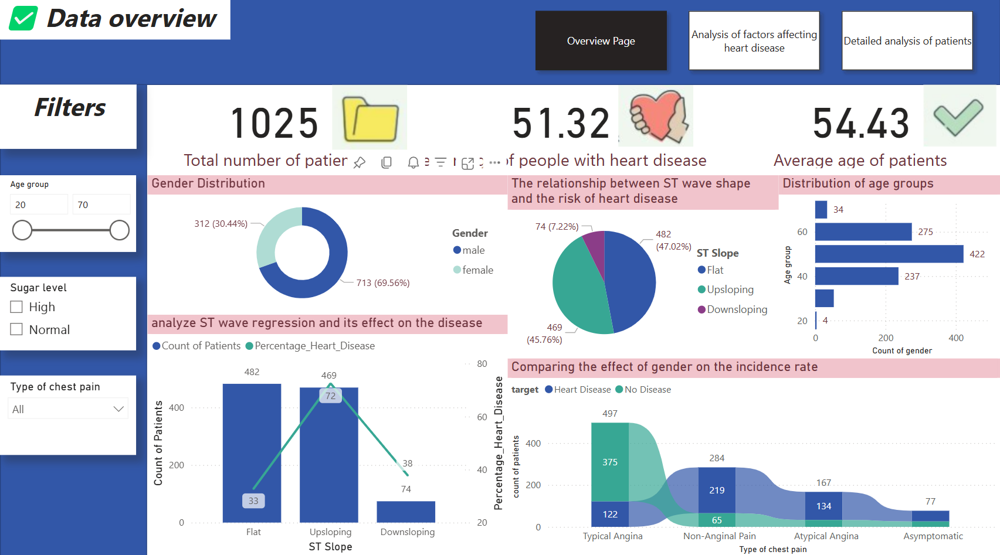 Data overview
Overview Page
Analysis of factors affecting
heart disease
Detailed analysis of patients
Filters
1025
51.32
54.43
Total number of
of people with heart disease
Average age of patients
Age group
20
70
Sugar level
High
Normal
Type of chest pain
All
Gender Distribution
312 (30.44%)
713 (69.56%)
Gender
male
female
The relationship between ST wave shape
and the risk of heart disease
74 (7.22%)
482
(47.02%)
469
(45.76%)
ST Slope
Flat
Upsloping
Downsloping
Distribution of age groups
Age group
34
60
275
422
40
237
20
4
0
200
400
Count of gender
analyze ST wave regression and its effect on the disease
Count of Patients
Percentage_Heart_Disease
Count of Patients
400
200
0
482
469
72
33
38
74
80
60
40
20
Percentage_Heart_Disease
Flat
Upsloping
Downsloping
ST Slope
Comparing the effect of gender on the incidence rate
target
Heart Disease
No Disease
count of patients
400
200
0
497
375
122
284
219
65
167
134
77
Typical Angina
Non-Anginal Pain
Atypical Angina
Asymptomatic
Type of chest pain